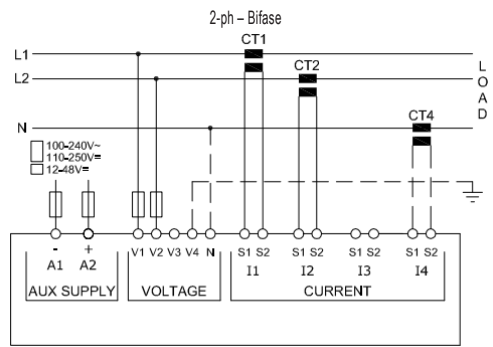 2-ph – Bifase
CT1
L1
CT2
L2
LOAD
CT4
N
100-240V~
110-250V=
12-48V=
- + V1 V2 V3 V4 N S1 S2 S1 S2 S1 S2 S1 S2
A1 A2 I1 I2 I3 I4
AUX SUPPLY VOLTAGE CURRENT